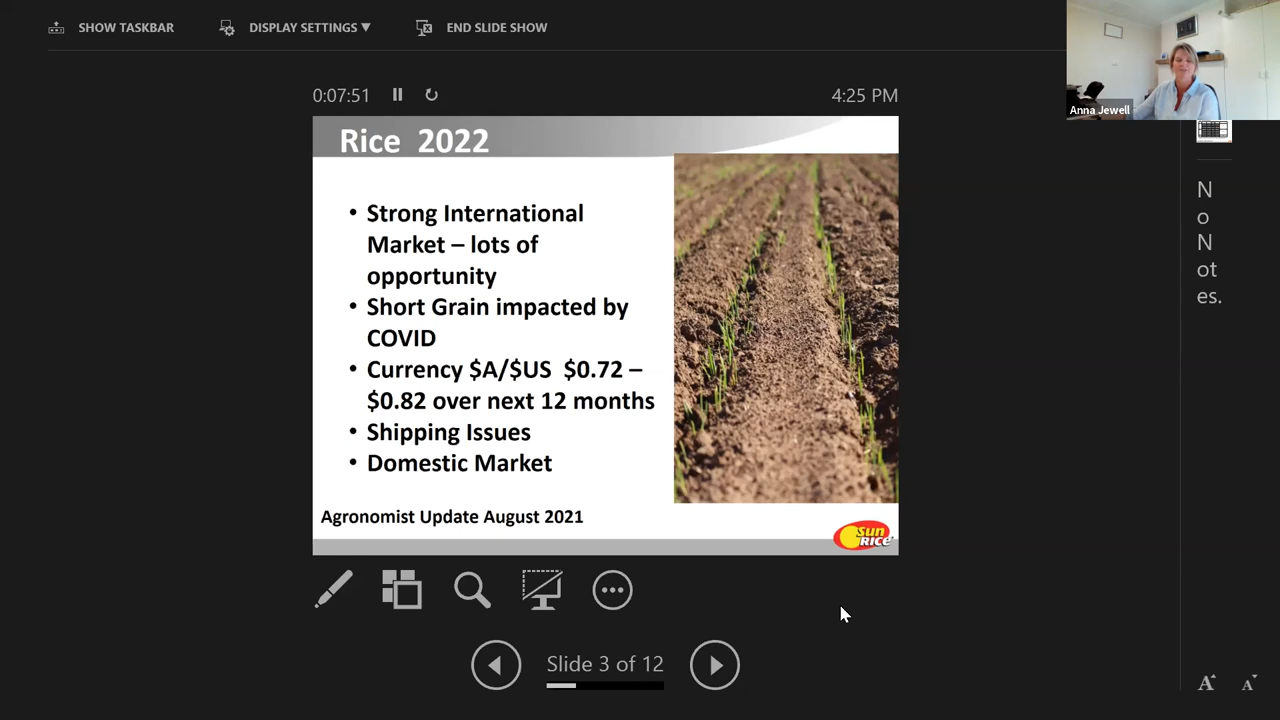 SHOW TASKBAR
DISPLAY SETTINGS ▼
END SLIDE SHOW
Anna Jewell
0:07:51
4:25 PM
Rice 2022
• Strong International
Market – lots of
opportunity
• Short Grain impacted by
COVID
• Currency $A/$US $0.72 –
$0.82 over next 12 months
• Shipping Issues
• Domestic Market
Agronomist Update August 2021
Sun
RICE
N
o
N
ot
es.
Slide 3 of 12
A
A